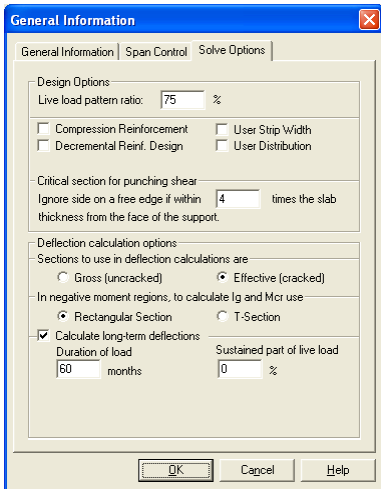 General Information
General Information Span Control Solve Options
Design Options
Live load pattern ratio: 75 %
Compression Reinforcement User Strip Width
Decremental Reinf. Design User Distribution
Critical section for punching shear
Ignore side on a free edge if within 4 times the slab
thickness from the face of the support.
Deflection calculation options
Sections to use in deflection calculations are
Gross (uncracked) Effective (cracked)
In negative moment regions, to calculate Ig and Mcr use
Rectangular Section T-Section
Calculate long-term deflections
Duration of load Sustained part of live load
60 months 0 %
OK Cancel Help